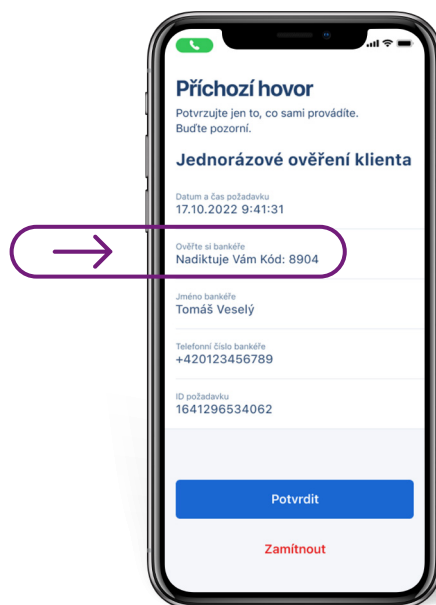 Příchozí hovor
Potvrzujte jen to, co sami provádíte.
Buďte pozorní.
Jednorázové ověření klienta
Datum a čas požadavku
17.10.2022 9:41:31
Ověřte si bankéře
Nadiktuje Vám Kód: 8904
Jméno bankéře
Tomáš Veselý
Telefonní číslo bankéře
+420123456789
ID požadavku
1641296534062
Potvrdit
Zamítnout